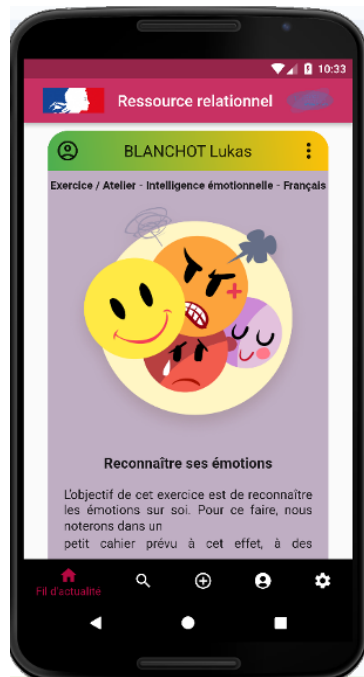 10:33
Ressource relationnel
BLANCHOT Lukas
Exercice / Atelier - Intelligence émotionnelle - Français
Reconnaître ses émotions
L'objectif de cet exercice est de reconnaître
les émotions sur soi. Pour ce faire, nous
noterons dans un
petit cahier prévu à cet effet, à des
Fil d'actualité